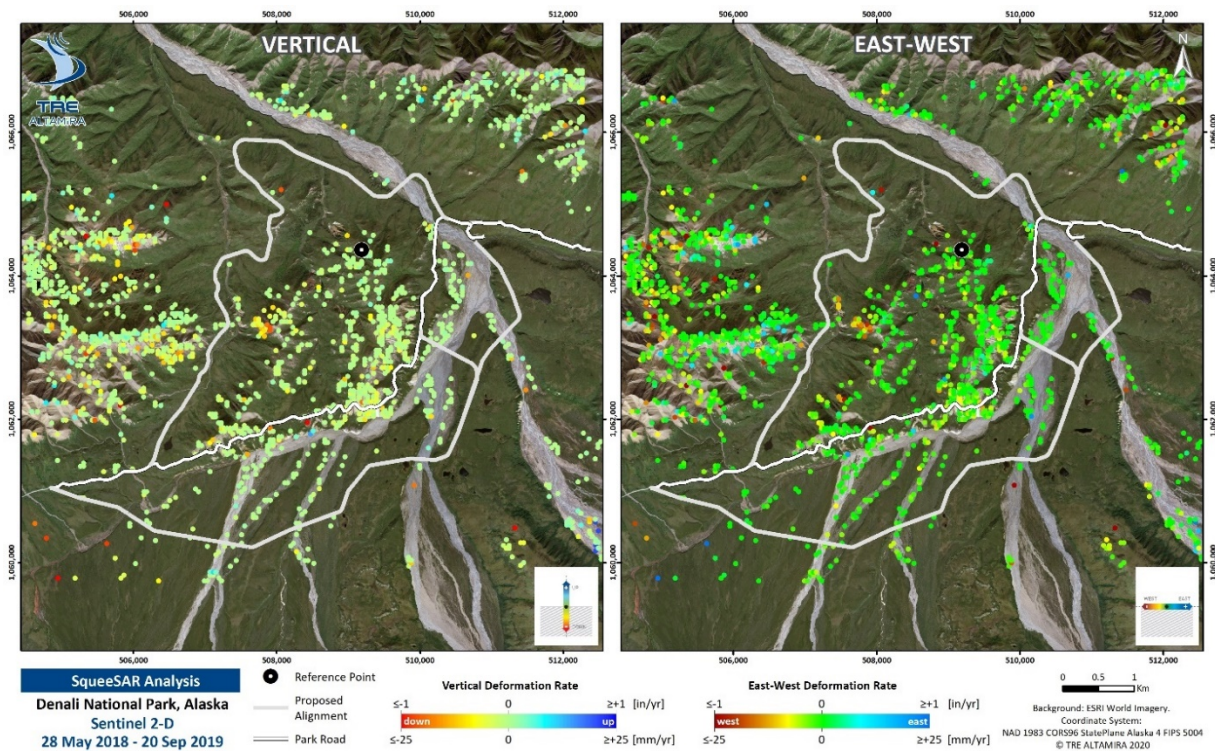 VERTICAL
EAST-WEST
506,000
508,000
510,000
512,000
506,000
508,000
510,000
512,000
TRE
ALTAMIRA
N
1,066,000
1,064,000
1,062,000
1,060,000
1,066,000
1,064,000
1,062,000
1,060,000
UP
WEST EAST
506,000
508,000
510,000
512,000
506,000
508,000
510,000
512,000
SqueeSAR Analysis
Denali National Park, Alaska
Sentinel 2-D
28 May 2018 - 20 Sep 2019
Reference Point
Proposed
Alignment
Park Road
Vertical Deformation Rate
≤-1 0 ≥+1 [in/yr]
down up
≤-25 0 ≥+25 [mm/yr]
East-West Deformation Rate
≤-1 0 ≥+1 [in/yr]
west east
≤-25 0 ≥+25 [mm/yr]
0 0.5 1
Km
Background: ESRI World Imagery.
Coordinate System:
NAD 1983 CORS96 StatePlane Alaska 4 FIPS 5004
© TRE ALTAMIRA 2020